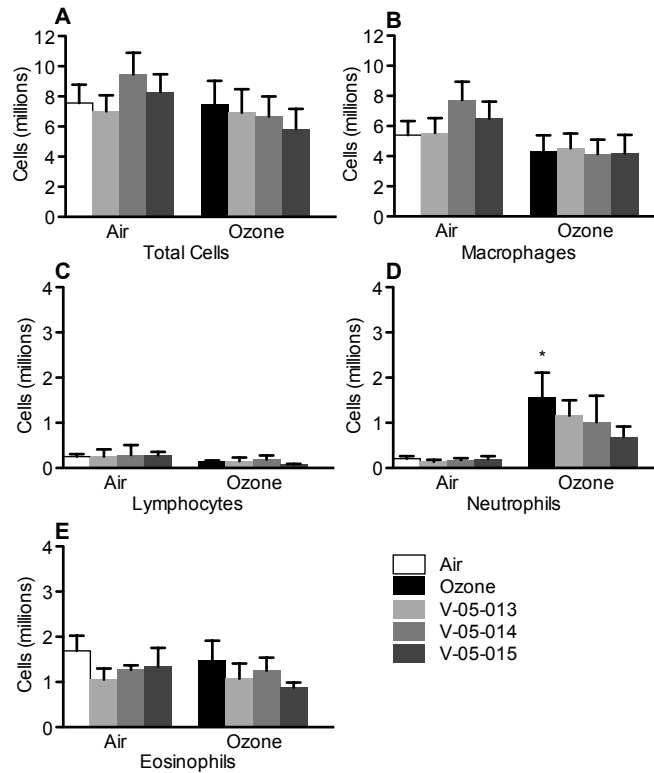 A
12
10
8
6
4
2
0
Cells (millions)
Air Ozone
Total Cells
B
12
10
8
6
4
2
0
Cells (millions)
Air Ozone
Macrophages
C
4
3
2
1
0
Cells (millions)
Air Ozone
Lymphocytes
D
4
3
2
1
0
Cells (millions)
*
Air Ozone
Neutrophils
E
4
3
2
1
0
Cells (millions)
Air Ozone
Eosinophils
Air
Ozone
V-05-013
V-05-014
V-05-015